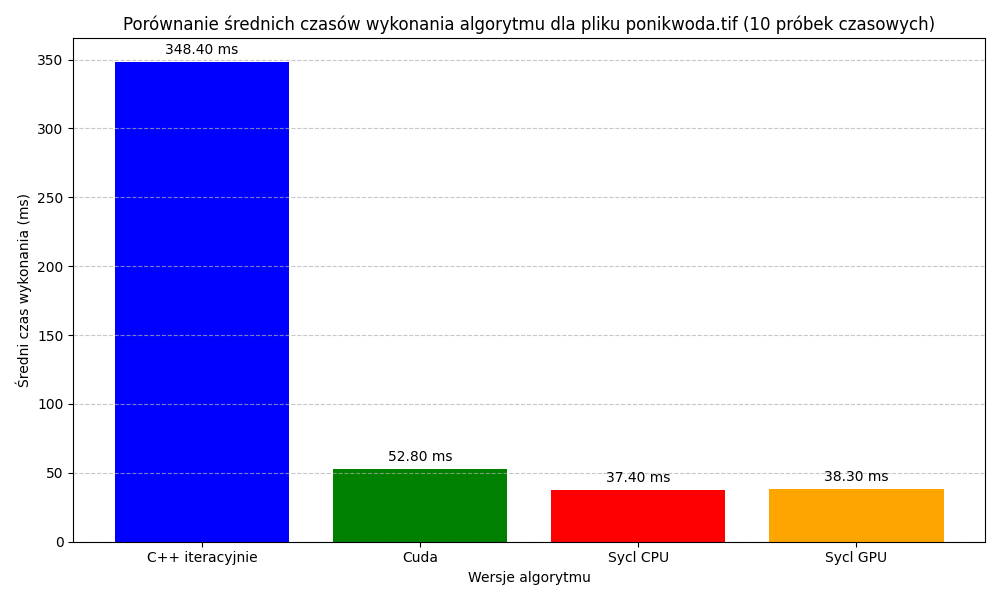 Porównanie średnich czasów wykonania algorytmu dla pliku ponikwoda.tif (10 próbek czasowych)
348.40 ms
52.80 ms
37.40 ms
38.30 ms
350
300
250
200
150
100
50
0
Średni czas wykonania (ms)
C++ iteracyjnie
Cuda
Sycl CPU
Sycl GPU
Wersje algorytmu